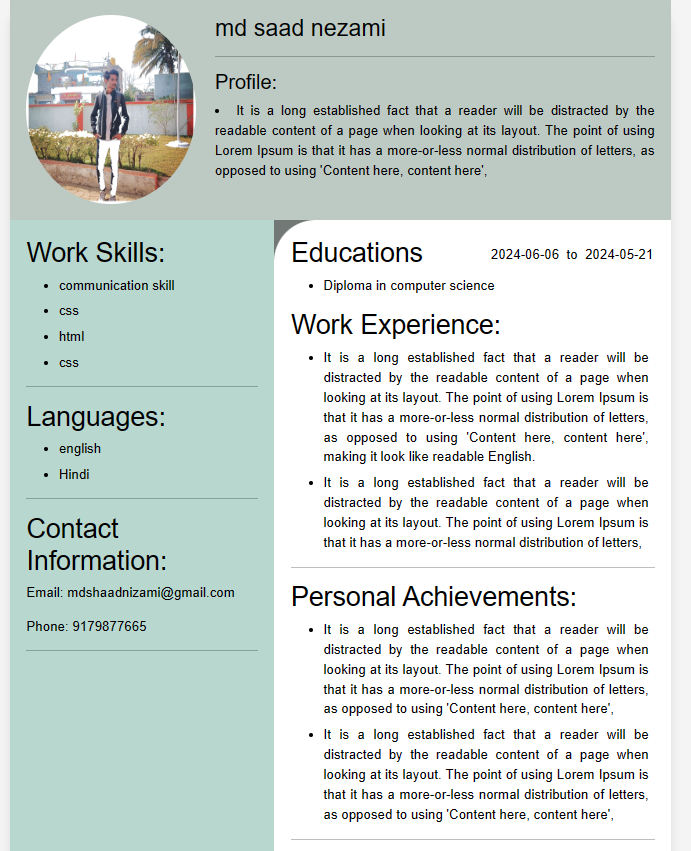 md saad nezami
Profile:
• It is a long established fact that a reader will be distracted by the
readable content of a page when looking at its layout. The point of using
Lorem Ipsum is that it has a more-or-less normal distribution of letters, as
opposed to using 'Content here, content here',
Work Skills:
• communication skill
• css
• html
• css
Languages:
• english
• Hindi
Contact
Information:
Email: mdshaadnizami@gmail.com
Phone: 9179877665
Educations 2024-06-06 to 2024-05-21
• Diploma in computer science
Work Experience:
• It is a long established fact that a reader will be
distracted by the readable content of a page when
looking at its layout. The point of using Lorem Ipsum is
that it has a more-or-less normal distribution of letters,
as opposed to using 'Content here, content here',
making it look like readable English.
• It is a long established fact that a reader will be
distracted by the readable content of a page when
looking at its layout. The point of using Lorem Ipsum is
that it has a more-or-less normal distribution of letters,
Personal Achievements:
• It is a long established fact that a reader will be
distracted by the readable content of a page when
looking at its layout. The point of using Lorem Ipsum is
that it has a more-or-less normal distribution of letters,
as opposed to using 'Content here, content here',
• It is a long established fact that a reader will be
distracted by the readable content of a page when
looking at its layout. The point of using Lorem Ipsum is
that it has a more-or-less normal distribution of letters,
as opposed to using 'Content here, content here',